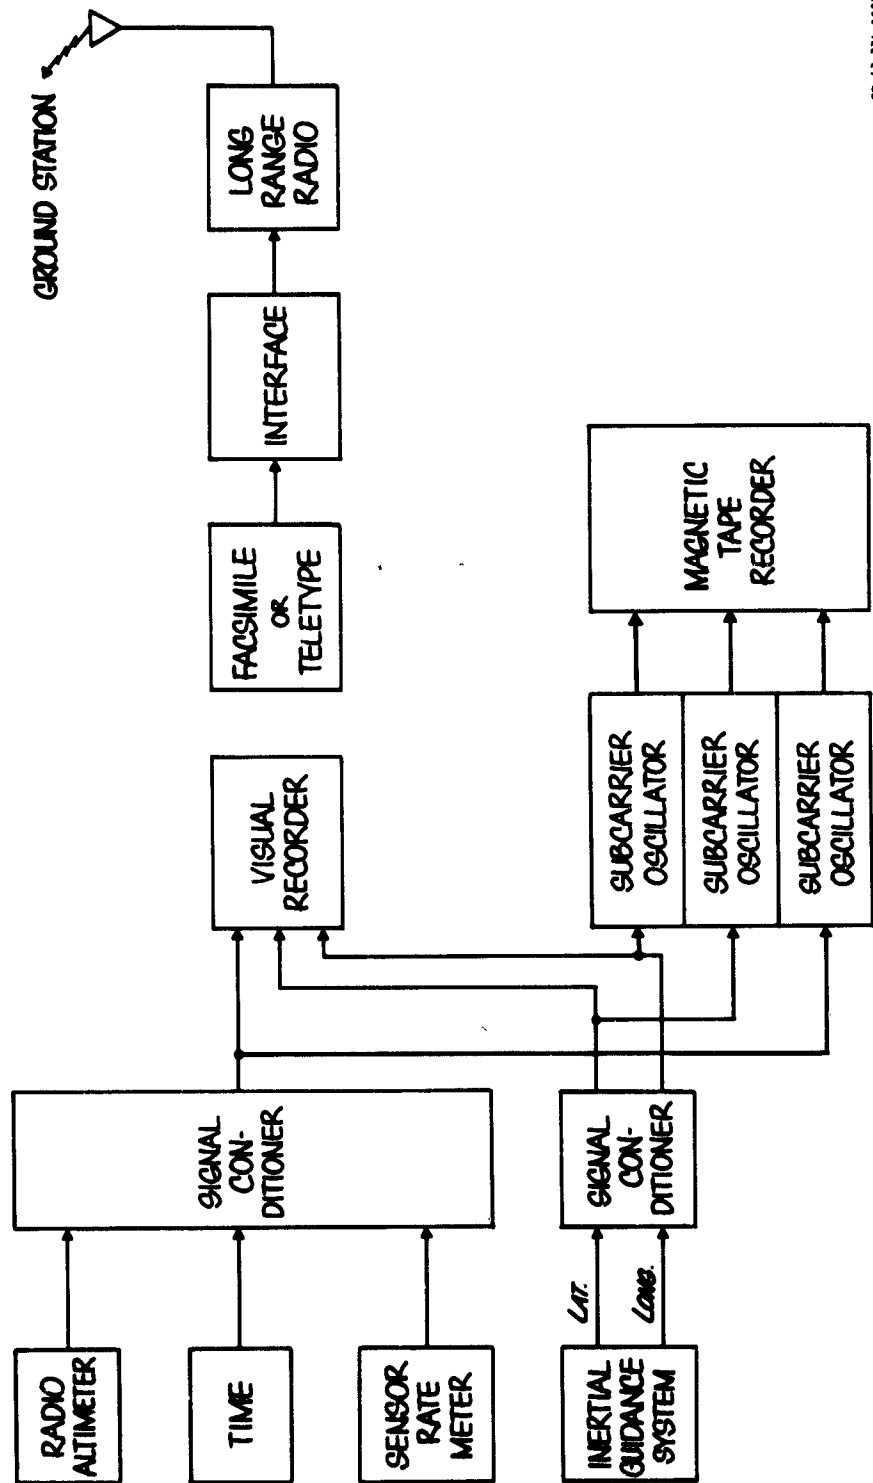 RADIO
ALTIMETER
TIME
SENSOR
RATE
METER
INERTIAL
GUIDANCE
SYSTEM
LAT.
LONG.
SIGNAL
CON-
DITIONER
SIGNAL
CON-
DITIONER
VISUAL
RECORDER
SUBCARRIER
OSCILLATOR
SUBCARRIER
OSCILLATOR
SUBCARRIER
OSCILLATOR
FACSIMILE
OR
TELETYPE
MAGNETIC
TAPE
RECORDER
INTERFACE
LONG
RANGE
RADIO
GROUND STATION